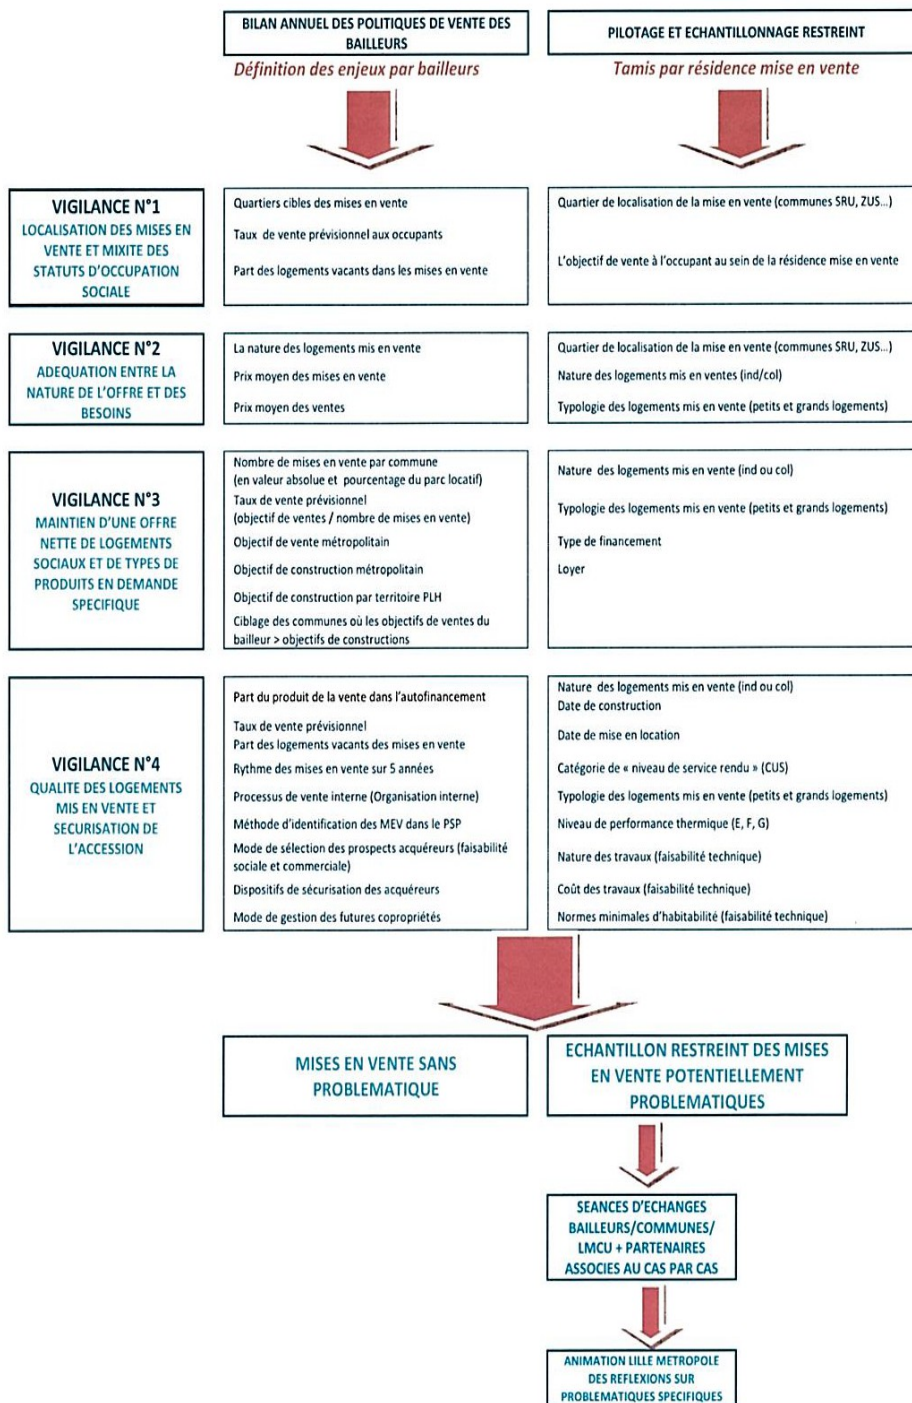 BILAN ANNUEL DES POLITIQUES DE VENTE DES
BAILLEURS
PILOTAGE ET ECHANTILLONNAGE RESTREINT
Définition des enjeux par bailleurs
Tamis par résidence mise en vente
VIGILANCE N°1
LOCALISATION DES MISES EN
VENTE ET MIXITE DES
STATUTS D'OCCUPATION
SOCIALE
Quartiers cibles des mises en vente
Taux de vente prévisionnel aux occupants
Part des logements vacants dans les mises en vente
Quartier de localisation de la mise en vente (communes SRU, ZUS...)
L'objectif de vente à l'occupant au sein de la résidence mise en vente
VIGILANCE N°2
ADEQUATION ENTRE LA
NATURE DE L'OFFRE ET DES
BESOINS
La nature des logements mis en vente
Prix moyen des mises en vente
Prix moyen des ventes
Quartier de localisation de la mise en vente (communes SRU, ZUS...)
Nature des logements mis en ventes (ind/col)
Typologie des logements mis en vente (petits et grands logements)
VIGILANCE N°3
MAINTIEN D'UNE OFFRE
NETTE DE LOGEMENTS
SOCIAUX ET DE TYPES DE
PRODUITS EN DEMANDE
SPECIFIQUE
Nombre de mises en vente par commune
(en valeur absolue et pourcentage du parc locatif)
Taux de vente prévisionnel
(objectif de ventes / nombre de mises en vente)
Objectif de vente métropolitain
Objectif de construction métropolitain
Objectif de construction par territoire PLH
Ciblage des communes où les objectifs de ventes du
bailleur > objectifs de constructions
Nature des logements mis en vente (ind ou col)
Typologie des logements mis en vente (petits et grands logements)
Type de financement
Loyer
VIGILANCE N°4
QUALITE DES LOGEMENTS
MIS EN VENTE ET
SECURISATION DE
L'ACCESSION
Part du produit de la vente dans l'autofinancement
Taux de vente prévisionnel
Part des logements vacants des mises en vente
Rythme des mises en vente sur 5 années
Processus de vente interne (Organisation interne)
Méthode d'identification des MEV dans le PSP
Mode de sélection des prospects acquéreurs (faisabilité
sociale et commerciale)
Dispositifs de sécurisation des acquéreurs
Mode de gestion des futures copropriétés
Nature des logements mis en vente (ind ou col)
Date de construction
Date de mise en location
Catégorie de « niveau de service rendu » (CUS)
Typologie des logements mis en vente (petits et grands logements)
Niveau de performance thermique (E, F, G)
Nature des travaux (faisabilité technique)
Coût des travaux (faisabilité technique)
Normes minimales d'habitabilité (faisabilité technique)
MISES EN VENTE SANS
PROBLEMATIQUE
ECHANTILLON RESTREINT DES MISES
EN VENTE POTENTIELLEMENT
PROBLEMATIQUES
SEANCES D'ECHANGES
BAILLEURS/COMMUNES/
LMCU + PARTENAIRES
ASSOCIES AU CAS PAR CAS
ANIMATION LILLE METROPOLE
DES REFLEXIONS SUR
PROBLEMATIQUES SPECIFIQUES